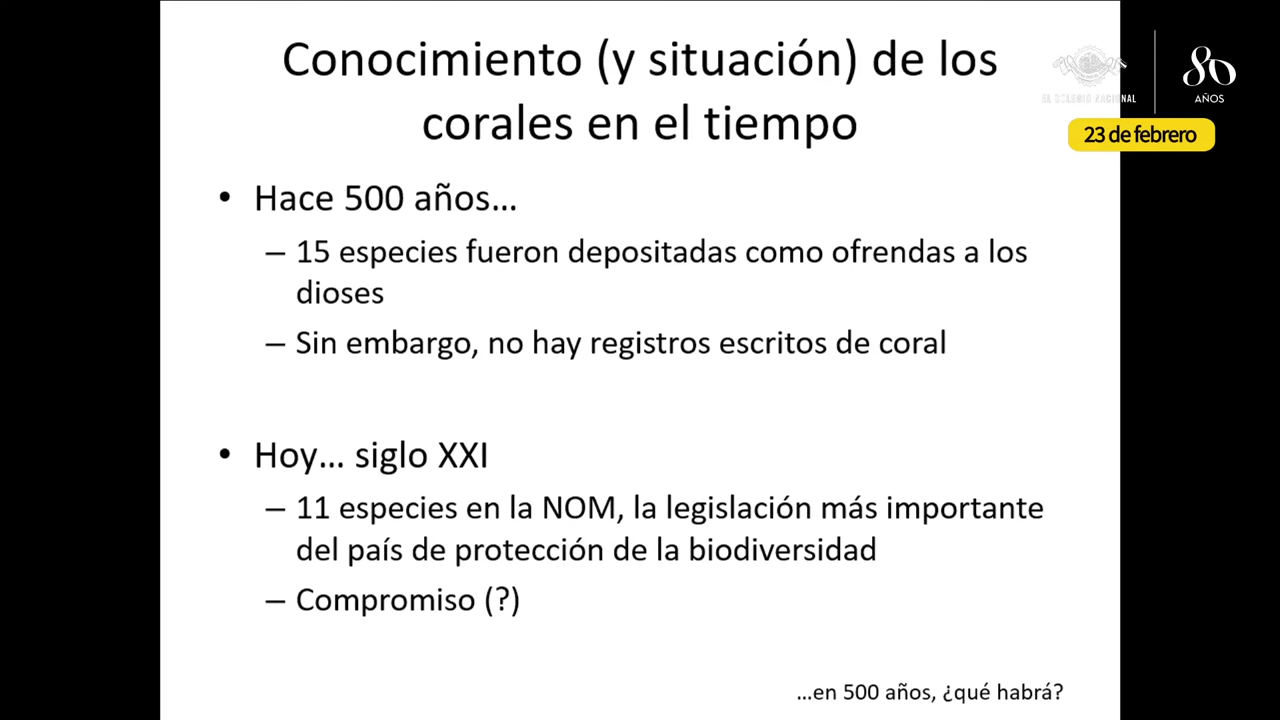 Conocimiento (y situación) de los
corales en el tiempo
EL COLEGIO NACIONAL
80
AÑOS
23 de febrero
• Hace 500 años…
– 15 especies fueron depositadas como ofrendas a los
dioses
– Sin embargo, no hay registros escritos de coral
• Hoy… siglo XXI
– 11 especies en la NOM, la legislación más importante
del país de protección de la biodiversidad
– Compromiso (?)
…en 500 años, ¿qué habrá?